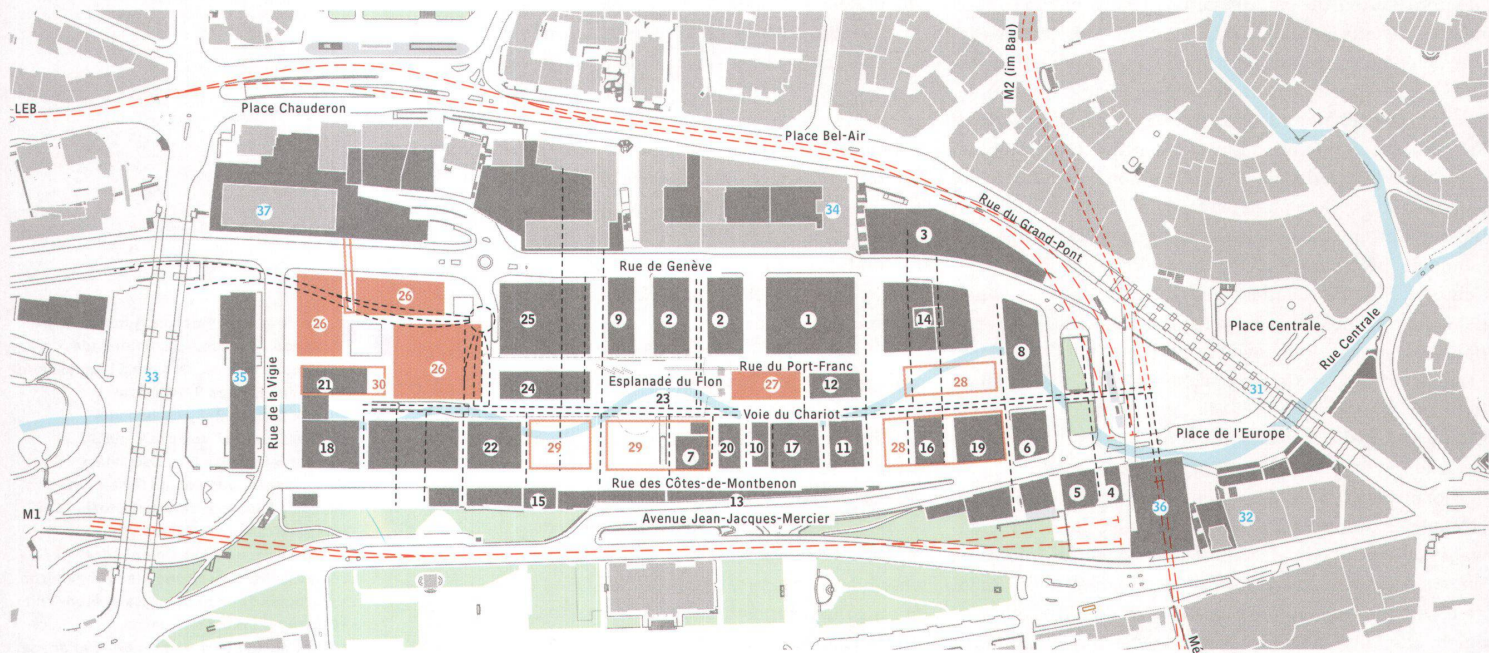 M2 (im Bau)
LEB
Place Chauderon
Place Bel-Air
37
34
Rue du Grand-Pont
3
Rue de Genève
26
26
25
9
2
2
1
14
Place Centrale
Rue Centrale
33
35
Rue de la Vigie
26
8
31
Rue du Port-Franc
21
30
24
Esplanade du Flon
27
12
28
23
Voie du Chariot
Place de l'Europe
18
22
29
29
7
20
10
17
11
28
16
19
6
Rue des Côtes-de-Montbenon
15
13
5
4
36
32
M1
Avenue Jean-Jacques-Mercier
Mé